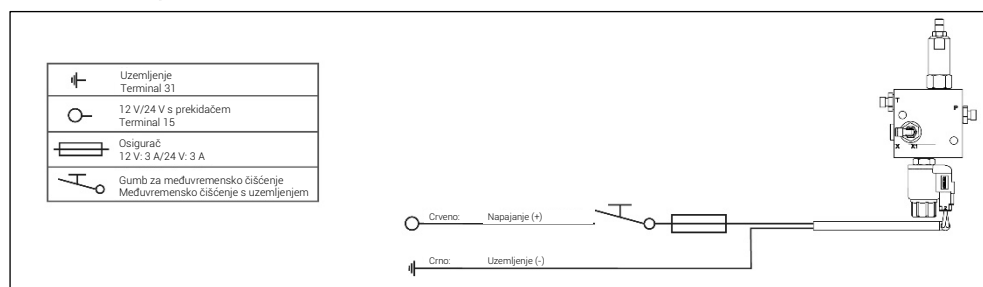 Uzemljenje
Terminal 31
12 V/24 V s prekidačem
Terminal 15
Osigurač
12 V: 3 A/24 V: 3 A
Gumb za međuvremensko čišćenje
Međuvremensko čišćenje s uzemljenjem
T
P
X X1
Crveno: Napajanje (+)
Crno: Uzemljenje (-)